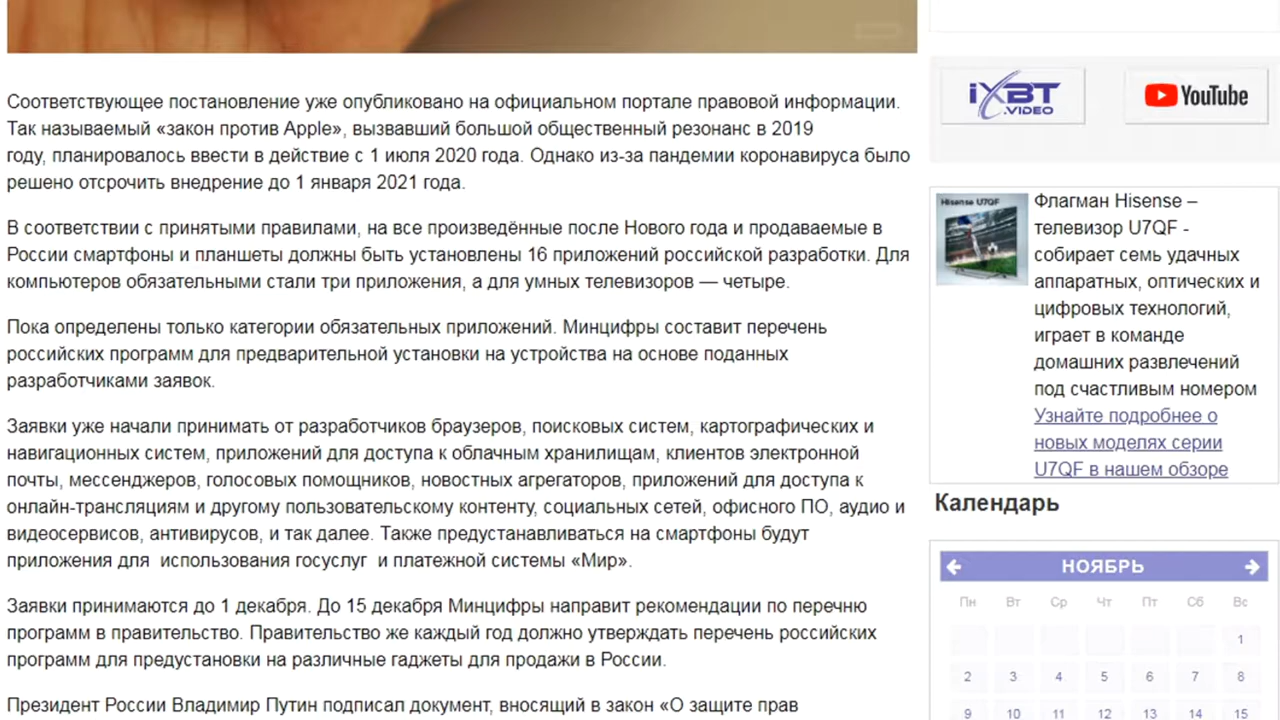 Соответствующее постановление уже опубликовано на официальном портале правовой информации.
Так называемый «закон против Apple», вызвавший большой общественный резонанс в 2019
году, планировалось ввести в действие с 1 июля 2020 года. Однако из-за пандемии коронавируса было
решено отсрочить внедрение до 1 января 2021 года.
В соответствии с принятыми правилами, на все произведённые после Нового года и продаваемые в
России смартфоны и планшеты должны быть установлены 16 приложений российской разработки. Для
компьютеров обязательными стали три приложения, а для умных телевизоров — четыре.
Пока определены только категории обязательных приложений. Минцифры составит перечень
российских программ для предварительной установки на устройства на основе поданных
разработчиками заявок.
Заявки уже начали принимать от разработчиков браузеров, поисковых систем, картографических и
навигационных систем, приложений для доступа к облачным хранилищам, клиентов электронной
почты, мессенджеров, голосовых помощников, новостных агрегаторов, приложений для доступа к
онлайн-трансляциям и другому пользовательскому контенту, социальных сетей, офисного ПО, аудио и
видеосервисов, антивирусов, и так далее. Также предустанавливаться на смартфоны будут
приложения для использования госуслуг и платежной системы «Мир».
Заявки принимаются до 1 декабря. До 15 декабря Минцифры направит рекомендации по перечню
программ в правительство. Правительство же каждый год должно утверждать перечень российских
программ для предустановки на различные гаджеты для продажи в России.
Президент России Владимир Путин подписал документ, вносящий в закон «О защите прав
iXBT
.VIDEO
YouTube
Hisense U7QF
Флагман Hisense –
телевизор U7QF -
собирает семь удачных
аппаратных, оптических и
цифровых технологий,
играет в команде
домашних развлечений
под счастливым номером
Узнайте подробнее о
новых моделях серии
U7QF в нашем обзоре
Календарь
НОЯБРЬ
Пн Вт Ср Чт Пт Сб Вс
1
2 3 4 5 6 7 8
9 10 11 12 13 14 15